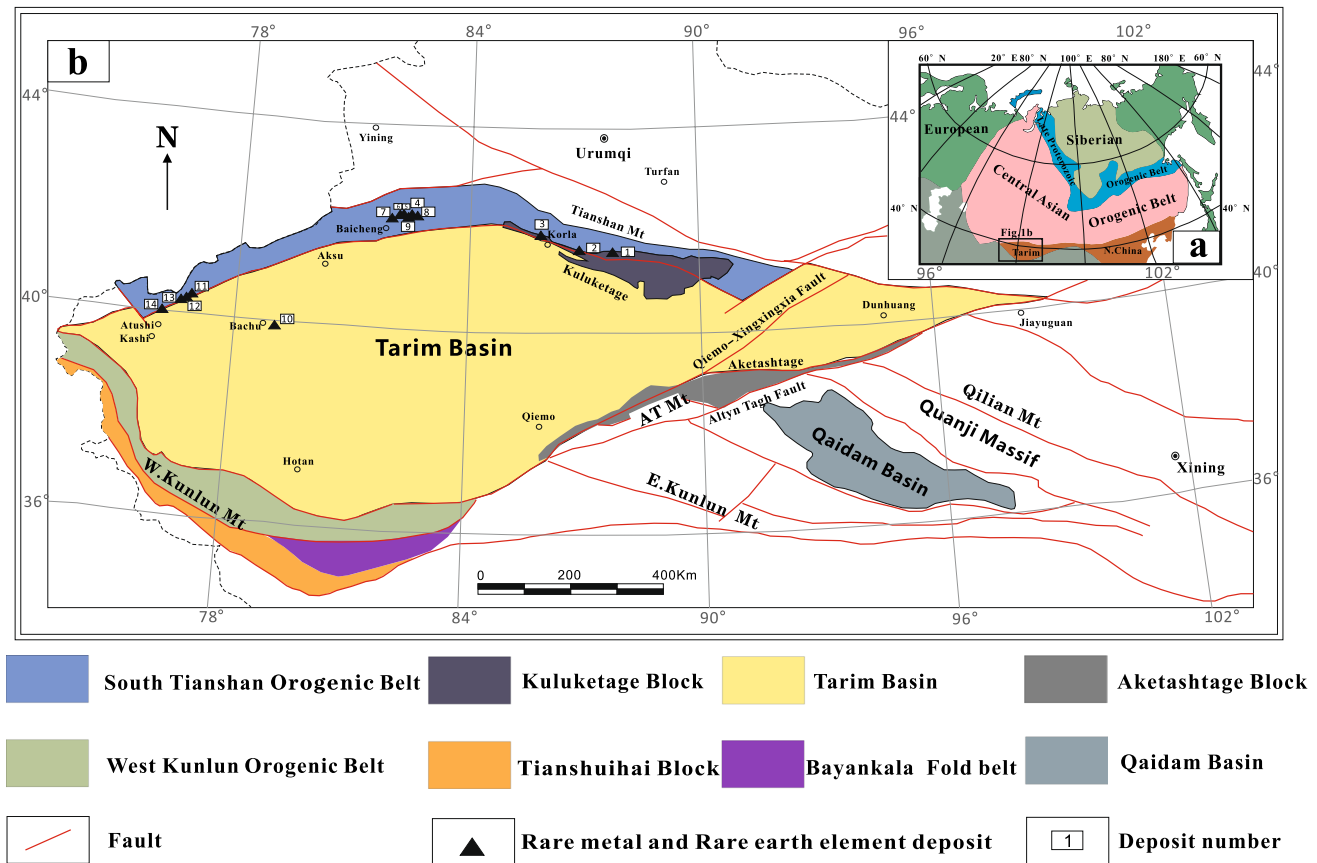 78°
84°
90°
96°
102°
b
44°
44°
44°
N
Yining
Urumqi
Turfan
Tianshan Mt
7
6
5
4
8
9
Baicheng
3
Korla
2
1
Aksu
Kuluketage
40°
40°
11
13
12
14
Atushi
Kashi
Bachu
10
Tarim Basin
Qiemo-Xingxingxia Fault
Dunhuang
Jiayuguan
Aketashtage
AT Mt
Altyn Tagh Fault
Qiemo
Qilian Mt
Quanji Massif
Qaidam Basin
Xining
Hotan
W.Kunlun Mt
E.Kunlun Mt
36°
36°
0 200 400Km
78°
84°
90°
96°
102°
60° N
20° E
80° N
100° E
80° N
180° E
60° N
European
Siberian
Late Proterozoic
Orogenic Belt
Central Asian
Orogenic Belt
40° N
40° N
Fig.1b
Tarim
N.China
a
96°
102°
South Tianshan Orogenic Belt
Kuluketage Block
Tarim Basin
Aketashtage Block
West Kunlun Orogenic Belt
Tianshuihai Block
Bayankala Fold belt
Qaidam Basin
Fault
Rare metal and Rare earth element deposit
1
Deposit number